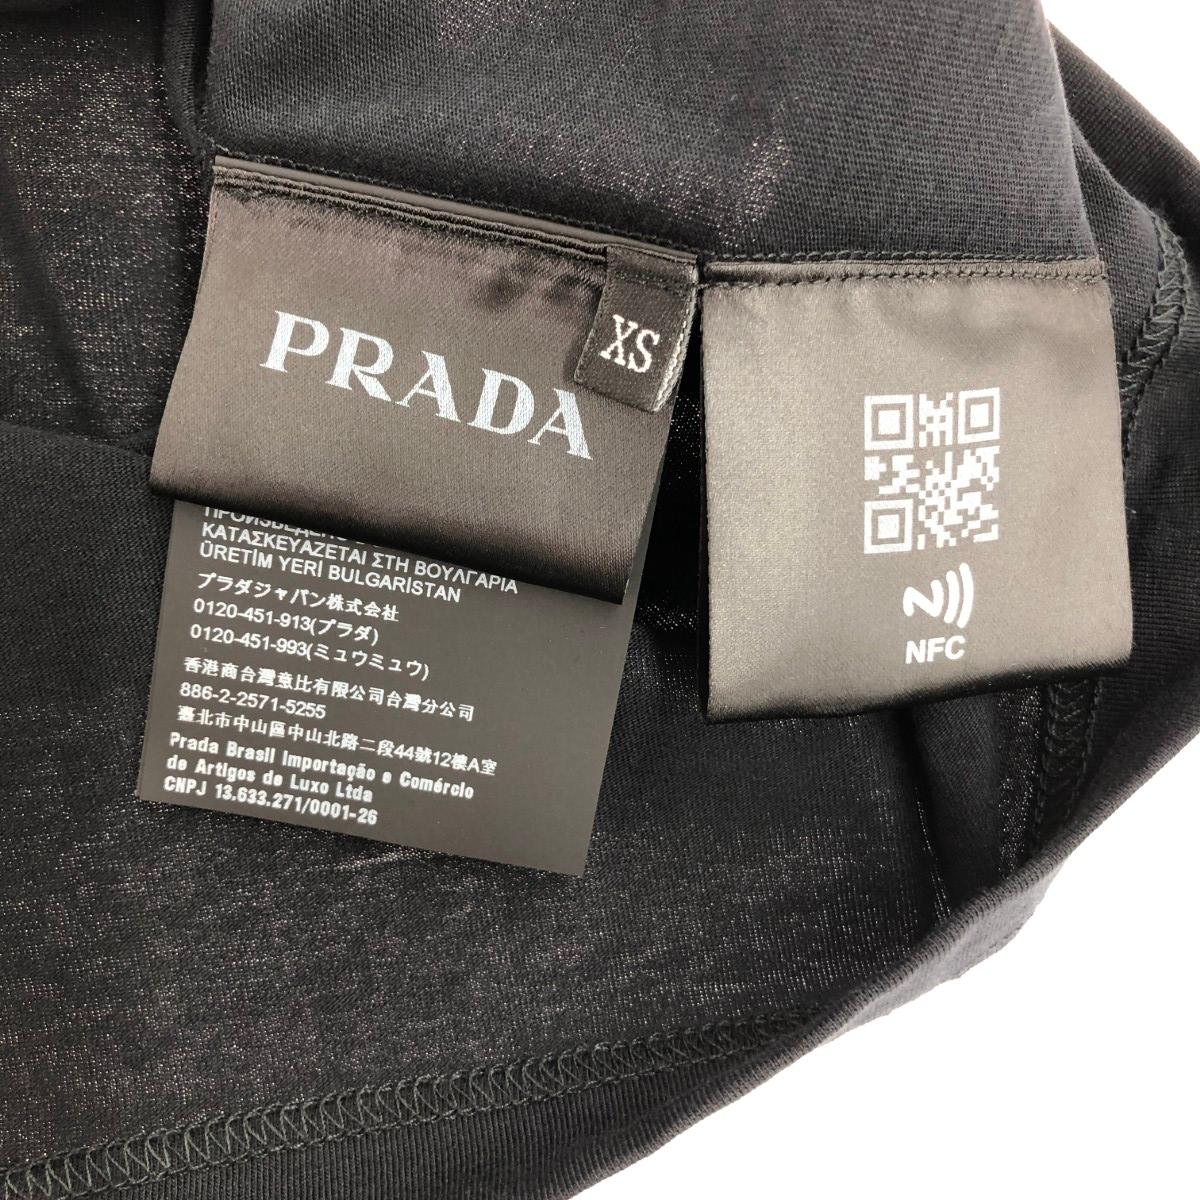 PRADA
XS
ΚΑΤΑΣΚΕΥΑΖΕΤΑΙ ΣΤΗ ΒΟΥΛΓΑΡΙΑ
ÜRETİM YERİ BULGARİSTAN
プラダジャパン株式会社
0120-451-913(プラダ)
0120-451-993(ミュウミュウ)
香港商台灣意比有限公司台灣分公司
886-2-2571-5255
臺北市中山區中山北路二段44號12樓A室
Prada Brasil Importação e Comércio
de Artigos de Luxo Ltda
CNPJ 13.633.271/0001-26
NFC